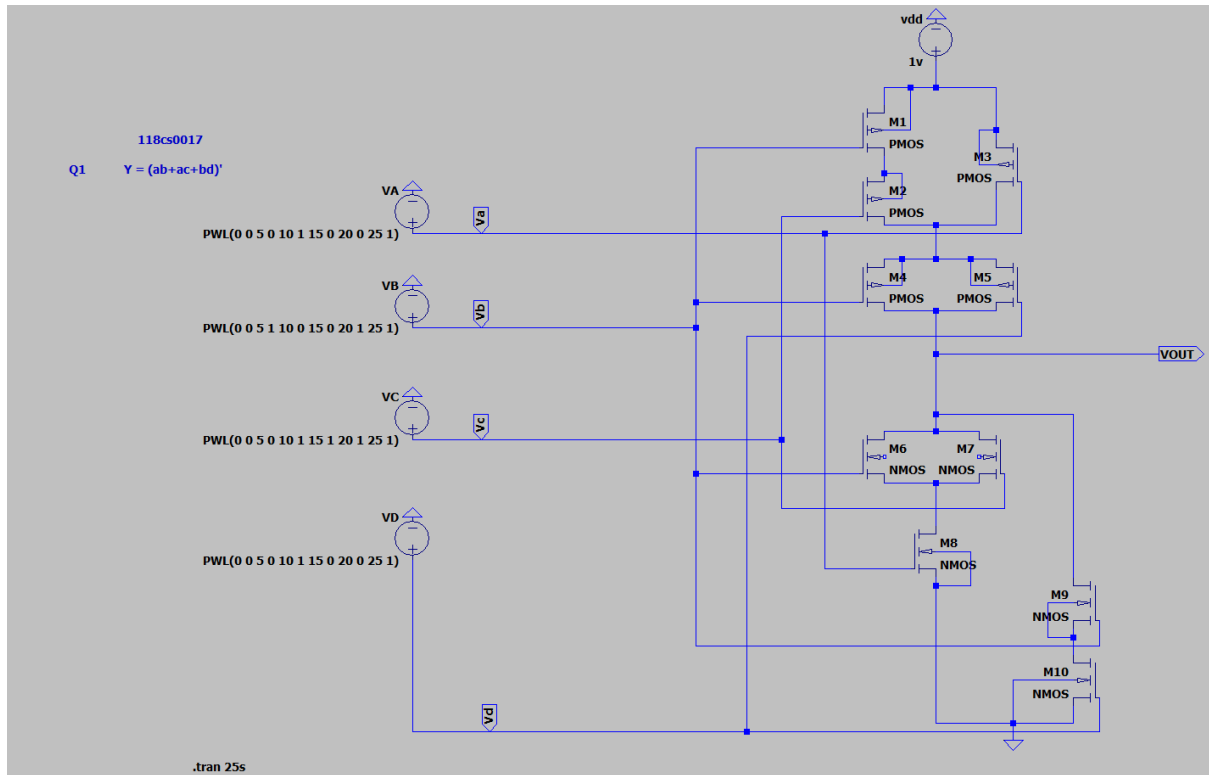 vdd
1v
118cs0017
Q1 Y = (ab+ac+bd)'
M1
PMOS
M3
PMOS
M2
PMOS
VA
Va
PWL(0 0 5 0 10 1 15 0 20 0 25 1)
M4
PMOS
M5
PMOS
VB
Vb
PWL(0 0 5 1 10 0 15 0 20 1 25 1)
VOUT
VC
Vc
PWL(0 0 5 0 10 1 15 1 20 1 25 1)
M6
NMOS
M7
NMOS
VD
M8
NMOS
PWL(0 0 5 0 10 1 15 0 20 0 25 1)
M9
NMOS
M10
NMOS
Vd
.tran 25s